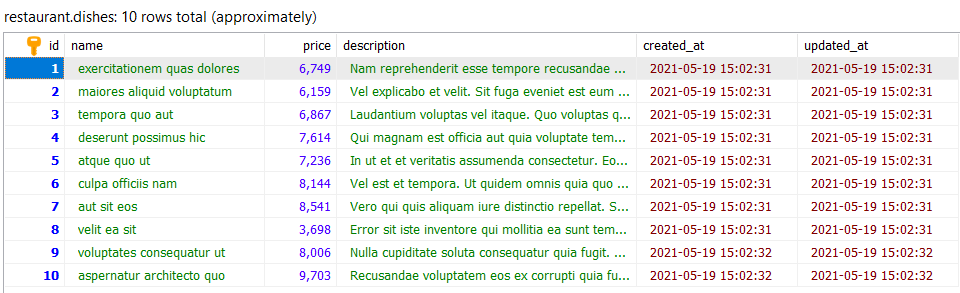 restaurant.dishes: 10 rows total (approximately)
id name price description created_at updated_at
1 exercitationem quas dolores 6,749 Nam reprehenderit esse tempore recusandae ... 2021-05-19 15:02:31 2021-05-19 15:02:31
2 maiores aliquid voluptatum 6,159 Vel explicabo et velit. Sit fuga eveniet est eum ... 2021-05-19 15:02:31 2021-05-19 15:02:31
3 tempora quo aut 6,867 Laudantium voluptas vel itaque. Quo voluptas q... 2021-05-19 15:02:31 2021-05-19 15:02:31
4 deserunt possimus hic 7,614 Qui magnam est officia aut quia voluptate tem... 2021-05-19 15:02:31 2021-05-19 15:02:31
5 atque quo ut 7,236 In ut et et veritatis assumenda consectetur. Eo... 2021-05-19 15:02:31 2021-05-19 15:02:31
6 culpa officiis nam 8,144 Vel est et tempora. Ut quidem omnis quia quo ... 2021-05-19 15:02:31 2021-05-19 15:02:31
7 aut sit eos 8,541 Vero qui quis aliquam iure distinctio repellat. S... 2021-05-19 15:02:31 2021-05-19 15:02:31
8 velit ea sit 3,698 Error sit iste inventore qui mollitia ea sunt tem... 2021-05-19 15:02:31 2021-05-19 15:02:31
9 voluptates consequatur ut 8,006 Nulla cupiditate soluta consequatur quia fugit. ... 2021-05-19 15:02:32 2021-05-19 15:02:32
10 aspernatur architecto quo 9,703 Recusandae voluptatem eos ex corrupti quia fu... 2021-05-19 15:02:32 2021-05-19 15:02:32